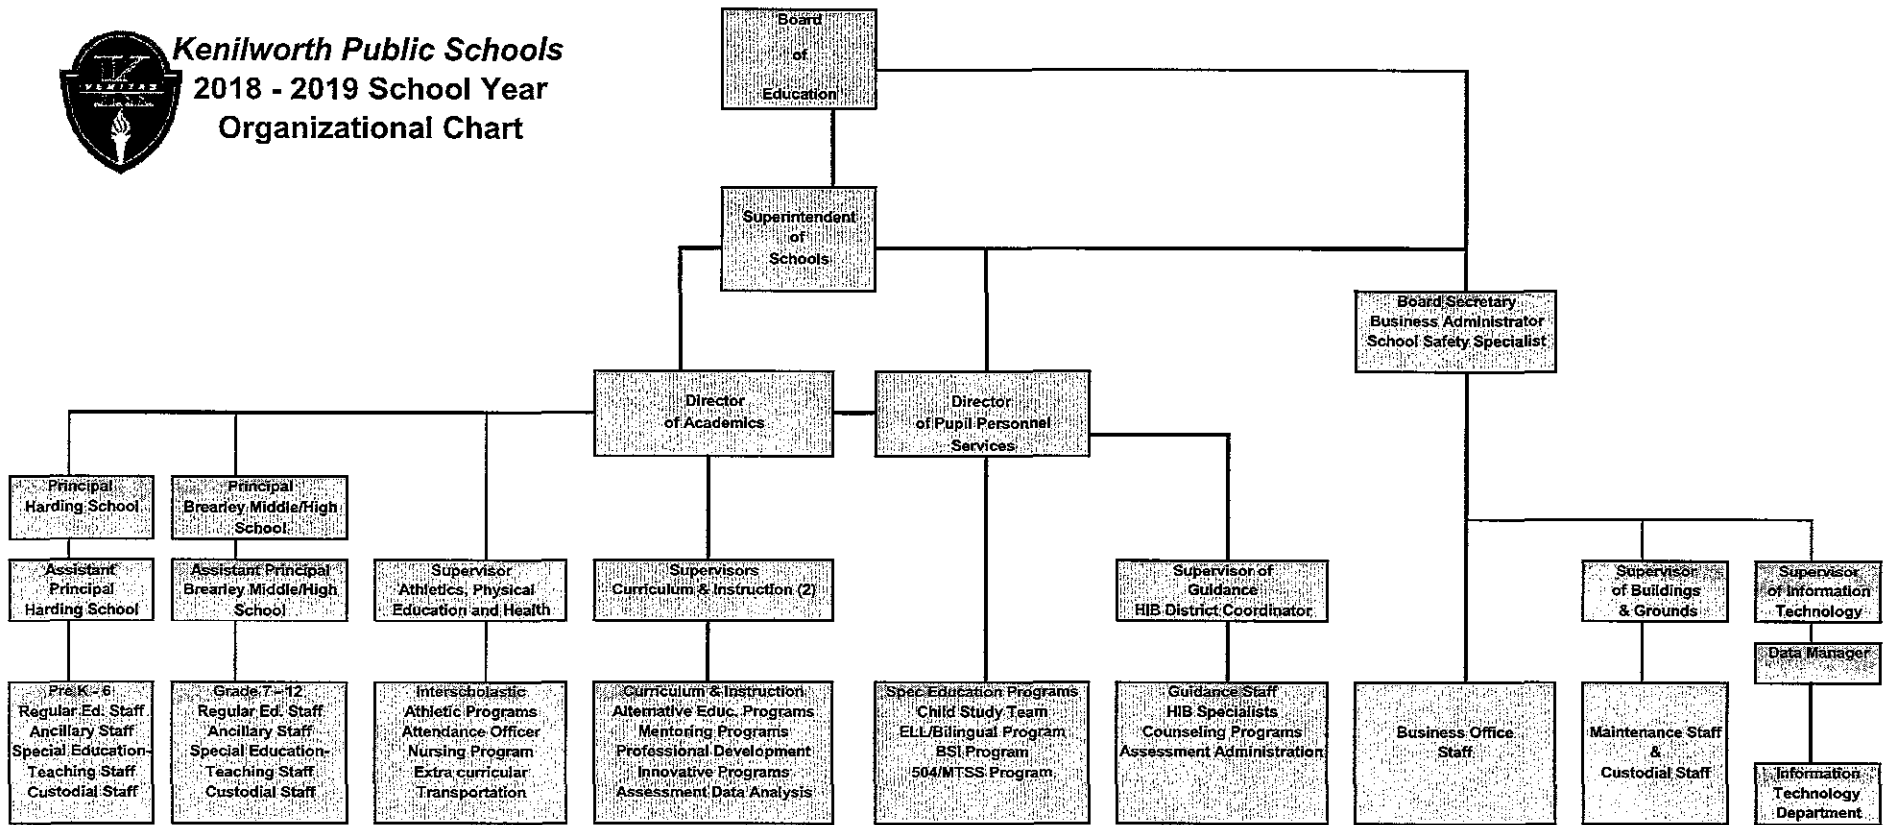 Kenilworth Public Schools
2018 - 2019 School Year
Organizational Chart
VERITAS
Board
of
Education
Superintendent
of
Schools
Board Secretary
Business Administrator
School Safety Specialist
Director
of Academics
Director
of Pupil Personnel
Services
Principal
Harding School
Principal
Brearley Middle/High
School
Assistant
Principal
Harding School
Assistant Principal
Brearley Middle/High
School
Supervisor
Athletics, Physical
Education and Health
Supervisors
Curriculum & Instruction (2)
Supervisor of
Guidance
HIB District Coordinator
Supervisor
of Buildings
& Grounds
Supervisor
of Information
Technology
Data Manager
Pre K - 6
Regular Ed. Staff
Ancillary Staff
Special Education-
Teaching Staff
Custodial Staff
Grade 7 - 12
Regular Ed. Staff
Ancillary Staff
Special Education-
Teaching Staff
Custodial Staff
Interscholastic
Athletic Programs
Attendance Officer
Nursing Program
Extra curricular
Transportation
Curriculum & Instruction
Alternative Educ. Programs
Mentoring Programs
Professional Development
Innovative Programs
Assessment Data Analysis
Spec Education Programs
Child Study Team
ELL/Bilingual Program
BSI Program
504/MTSS Program
Guidance Staff
HIB Specialists
Counseling Programs
Assessment Administration
Business Office
Staff
Maintenance Staff
&
Custodial Staff
Information
Technology
Department